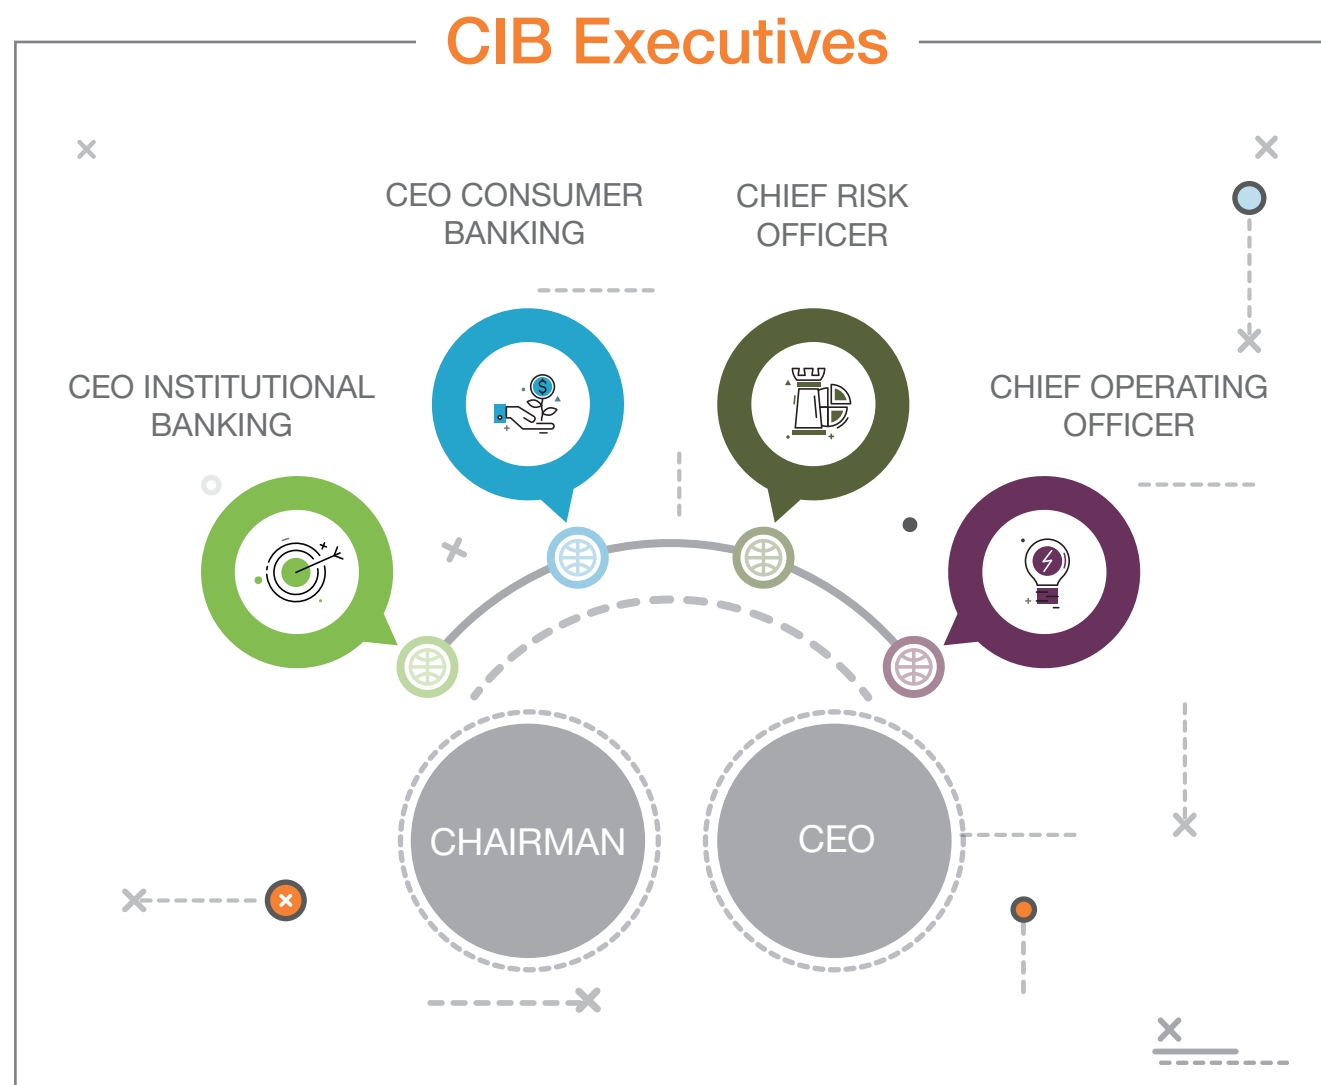 CIB Executives
CEO CONSUMER
BANKING
CHIEF RISK
OFFICER
CEO INSTITUTIONAL
BANKING
CHIEF OPERATING
OFFICER
CHAIRMAN
CEO